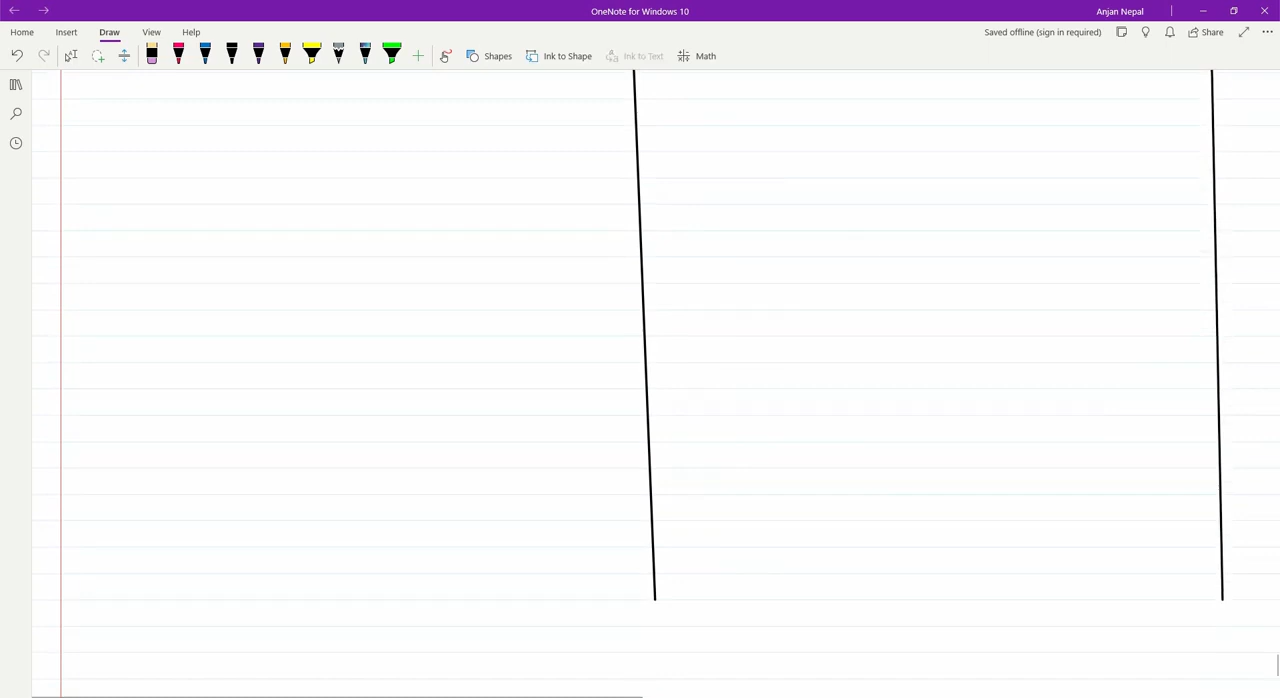 OneNote for Windows 10
Anjan Nepal
Home Insert Draw View Help
Saved offline (sign in required)
Share
Shapes
Ink to Shape
Ink to Text
Math